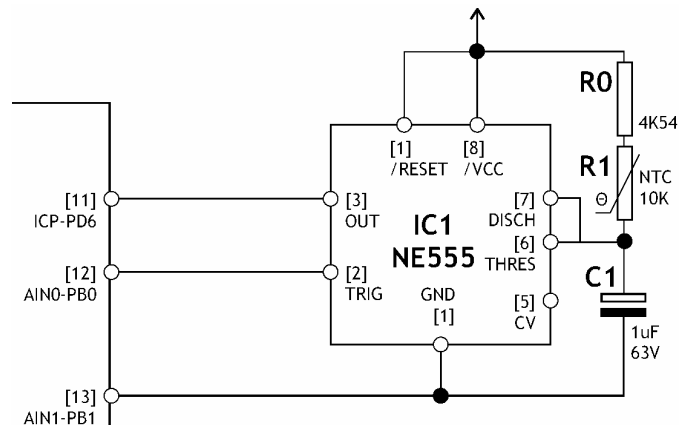 R0
4K54
[1]
/RESET
[8]
/VCC
R1
NTC
10K
Θ
[11]
ICP-PD6
[3]
OUT
IC1
NE555
[7]
DISCH
[6]
THRES
[12]
AIN0-PB0
[2]
TRIG
GND
[1]
[5]
CV
C1
1uF
63V
[13]
AIN1-PB1